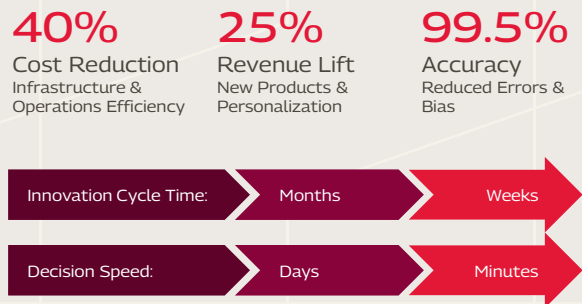 40%
Cost Reduction
Infrastructure &
Operations Efficiency
25%
Revenue Lift
New Products &
Personalization
99.5%
Accuracy
Reduced Errors &
Bias
Innovation Cycle Time: Months Weeks
Decision Speed: Days Minutes